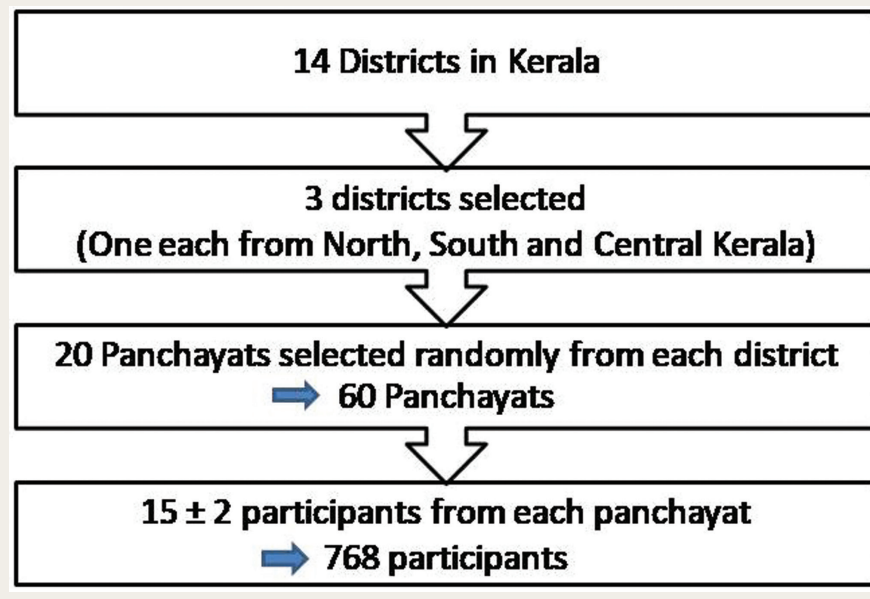 14 Districts in Kerala
3 districts selected
(One each from North, South and Central Kerala)
20 Panchayats selected randomly from each district
60 Panchayats
15 ± 2 participants from each panchayat
768 participants